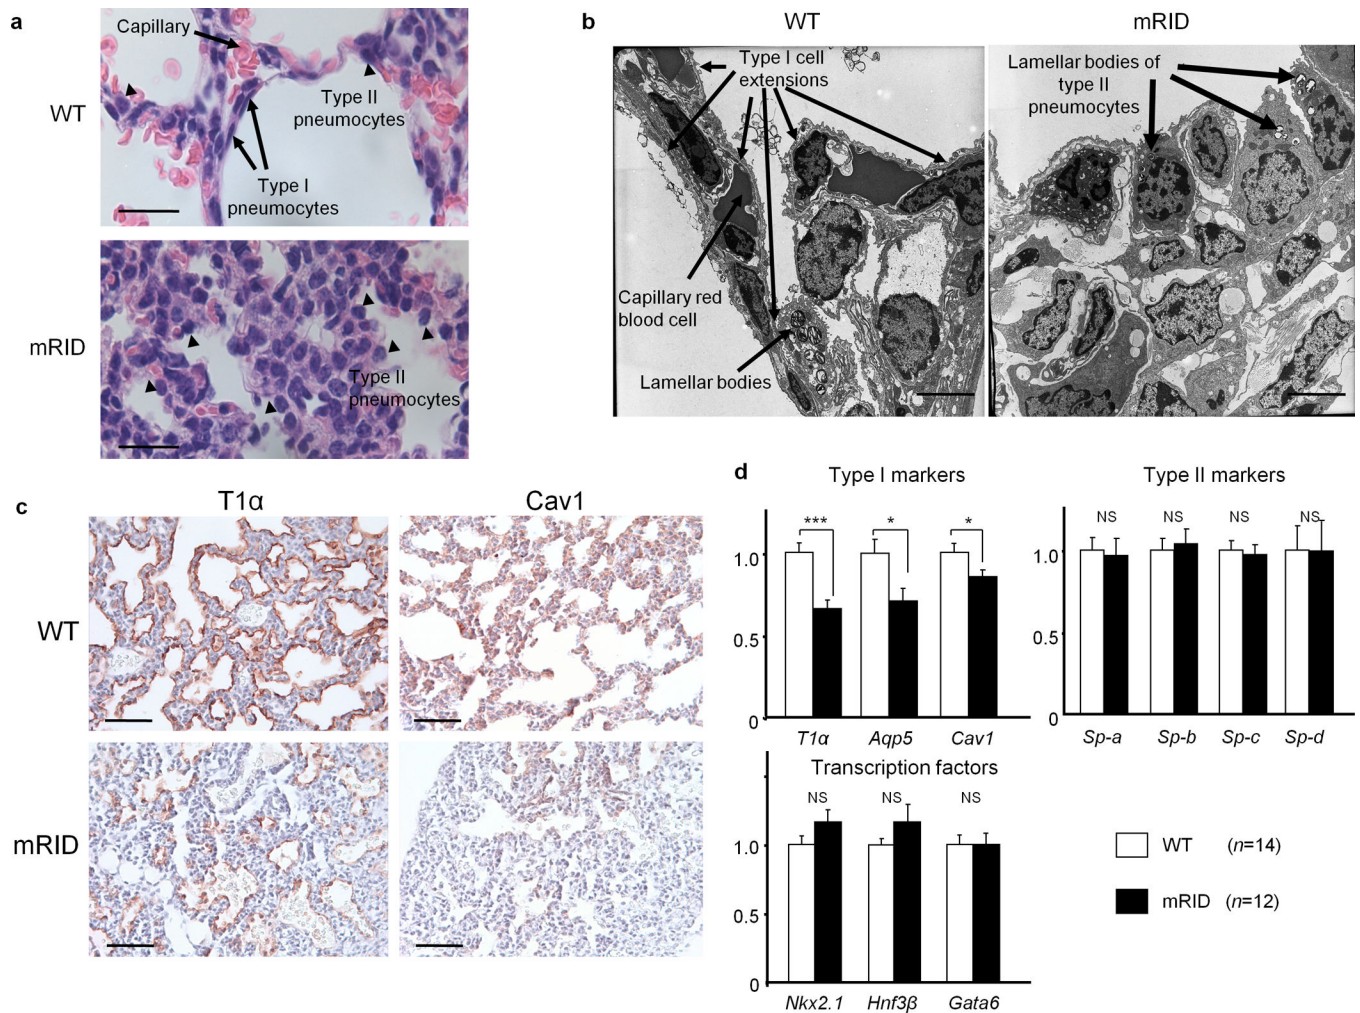 a
WT
Capillary
Type II
pneumocytes
Type I
pneumocytes
mRID
Type II
pneumocytes
b
WT
mRID
Type I cell
extensions
Capillary red
blood cell
Lamellar bodies
Lamellar bodies of
type II
pneumocytes
c
T1α
Cav1
WT
mRID
d
Type I markers
***
*
*
1.0
0.5
0
T1α
Aqp5
Cav1
Type II markers
NS
NS
NS
NS
1.0
0.5
0
Sp-a
Sp-b
Sp-c
Sp-d
Transcription factors
NS
NS
NS
1.0
0.5
0
Nkx2.1
Hnf3β
Gata6
WT (n=14)
mRID (n=12)